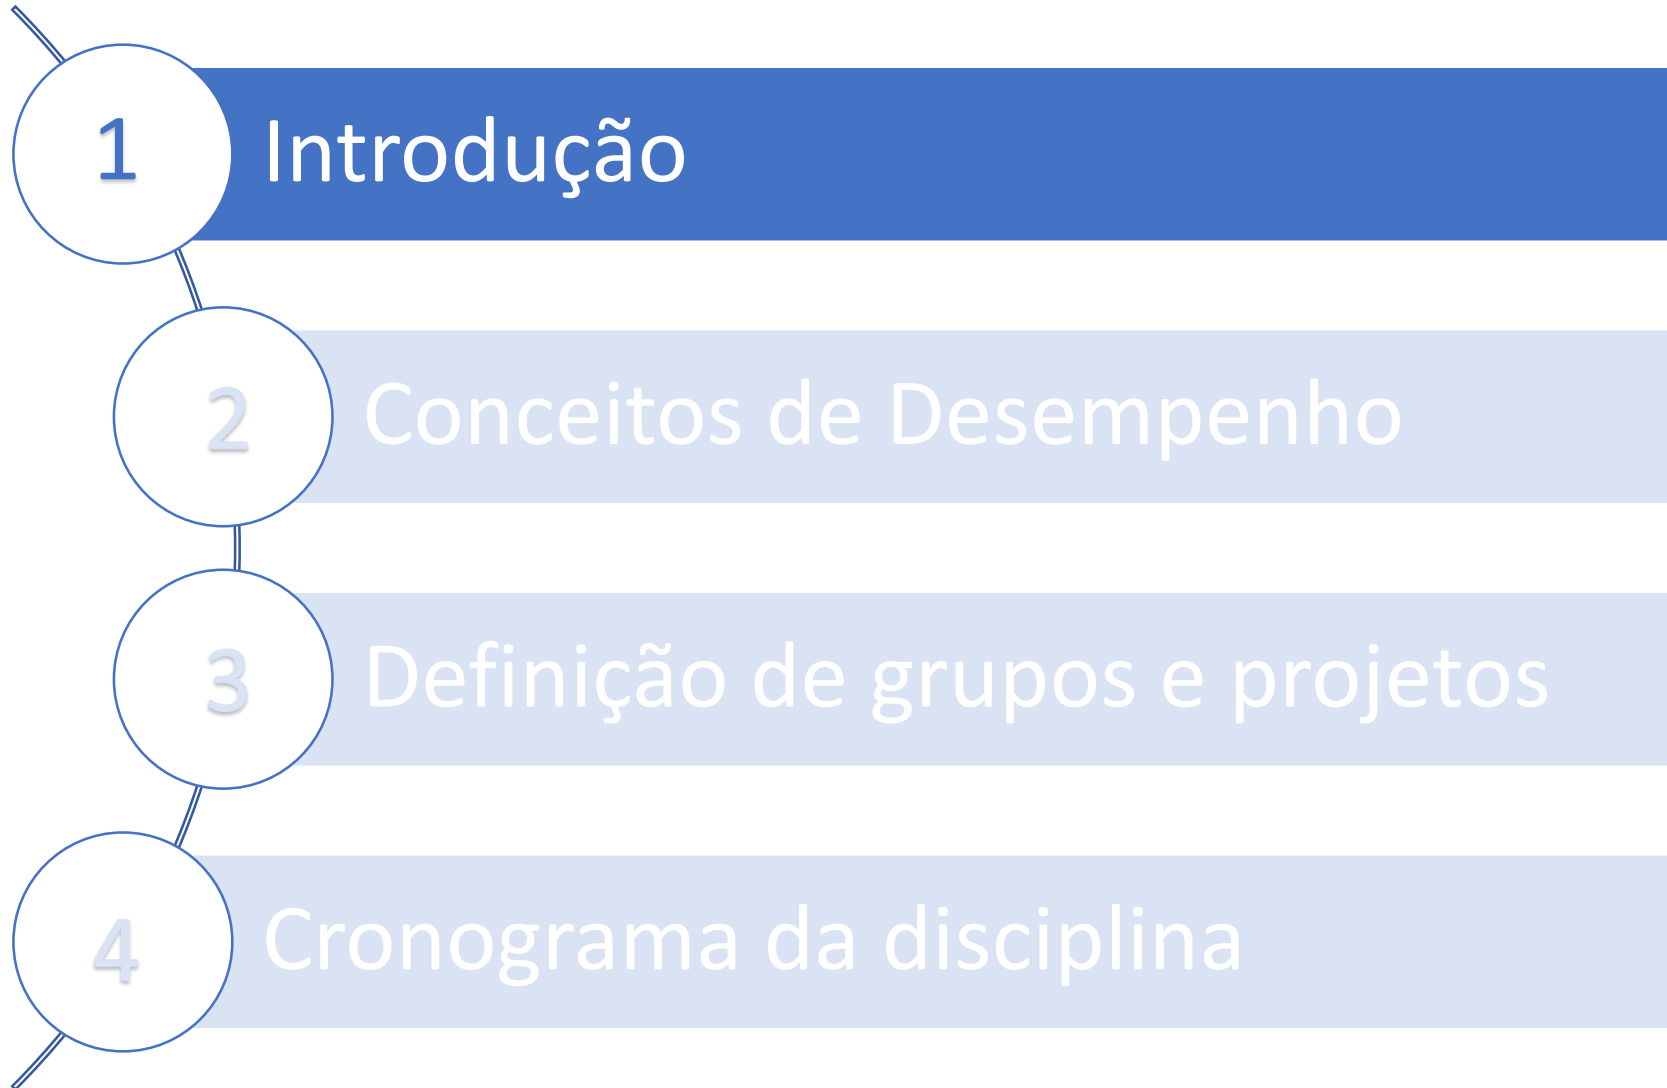 1 Introdução
2 Conceitos de Desempenho
3 Definição de grupos e projetos
4 Cronograma da disciplina